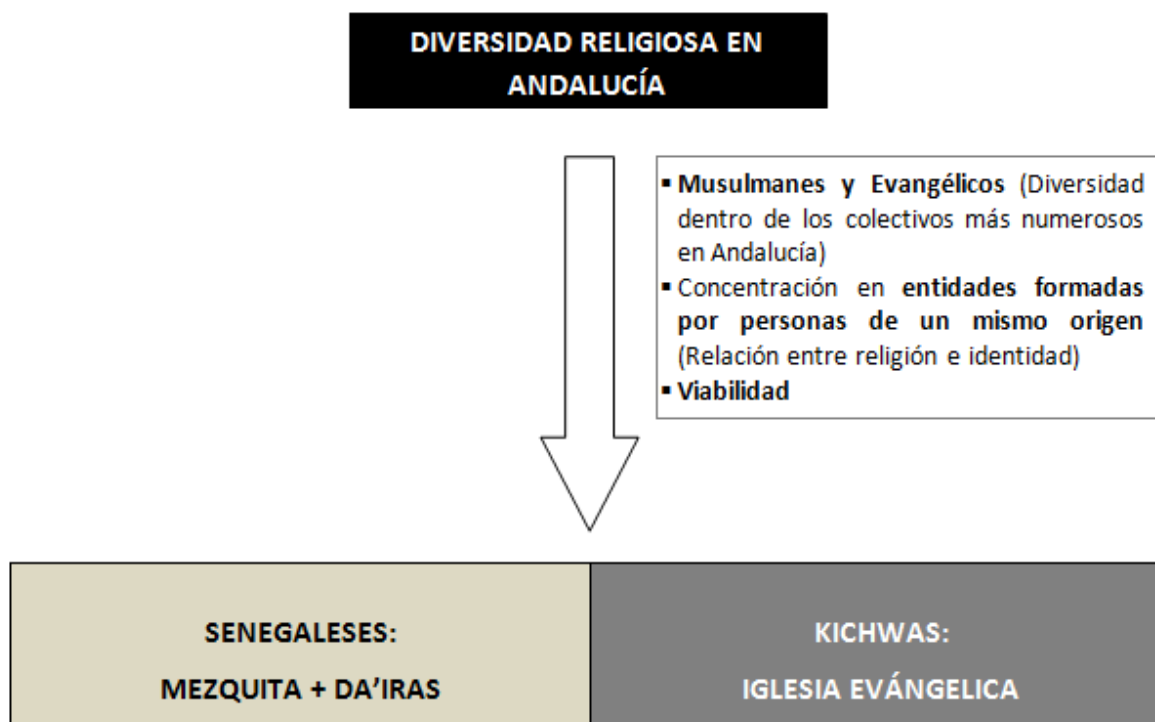 DIVERSIDAD RELIGIOSA EN
ANDALUCÍA
▪ Musulmanes y Evangélicos (Diversidad
dentro de los colectivos más numerosos
en Andalucía)
▪ Concentración en entidades formadas
por personas de un mismo origen
(Relación entre religión e identidad)
▪ Viabilidad
SENEGALESES:
MEZQUITA + DA’IRAS
KICHWAS:
IGLESIA EVÁNGELICA